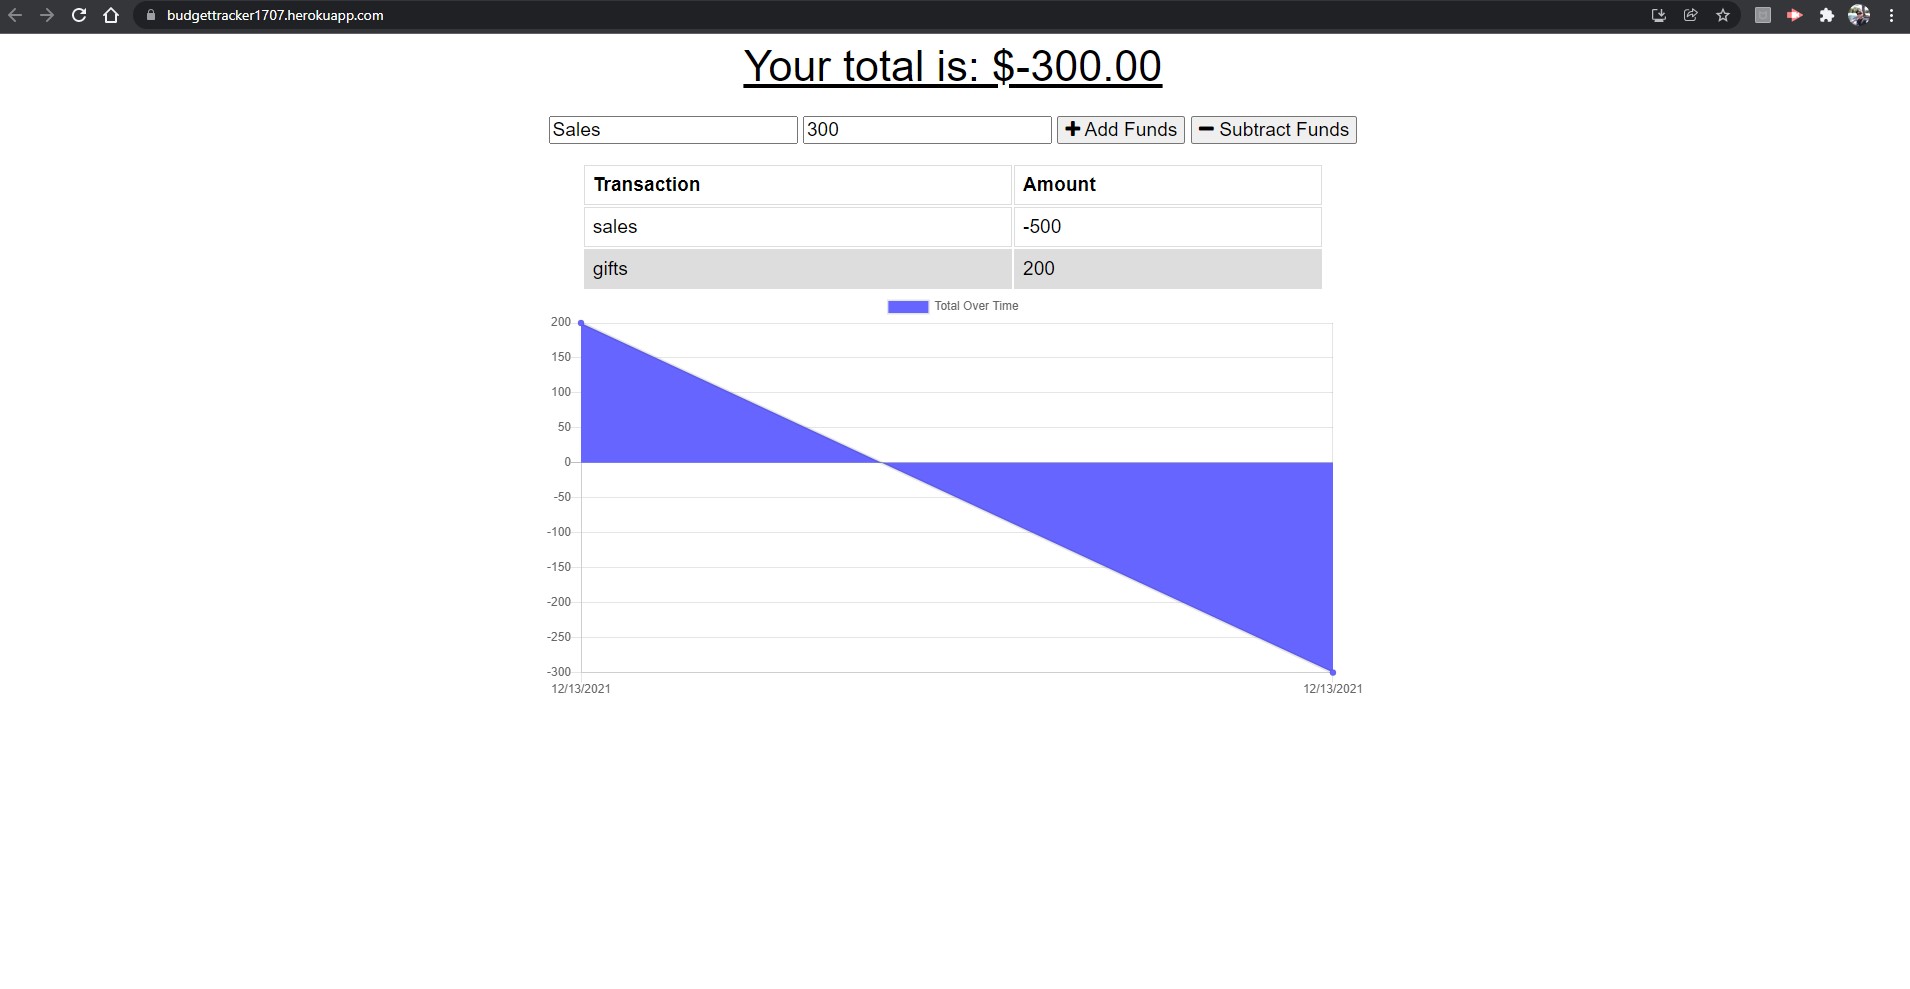 budgettracker1707.herokuapp.com
Your total is: $-300.00
Sales 300 Add Funds Subtract Funds
Transaction Amount
sales -500
gifts 200
Total Over Time
200
150
100
50
0
-50
-100
-150
-200
-250
-300
12/13/2021 12/13/2021